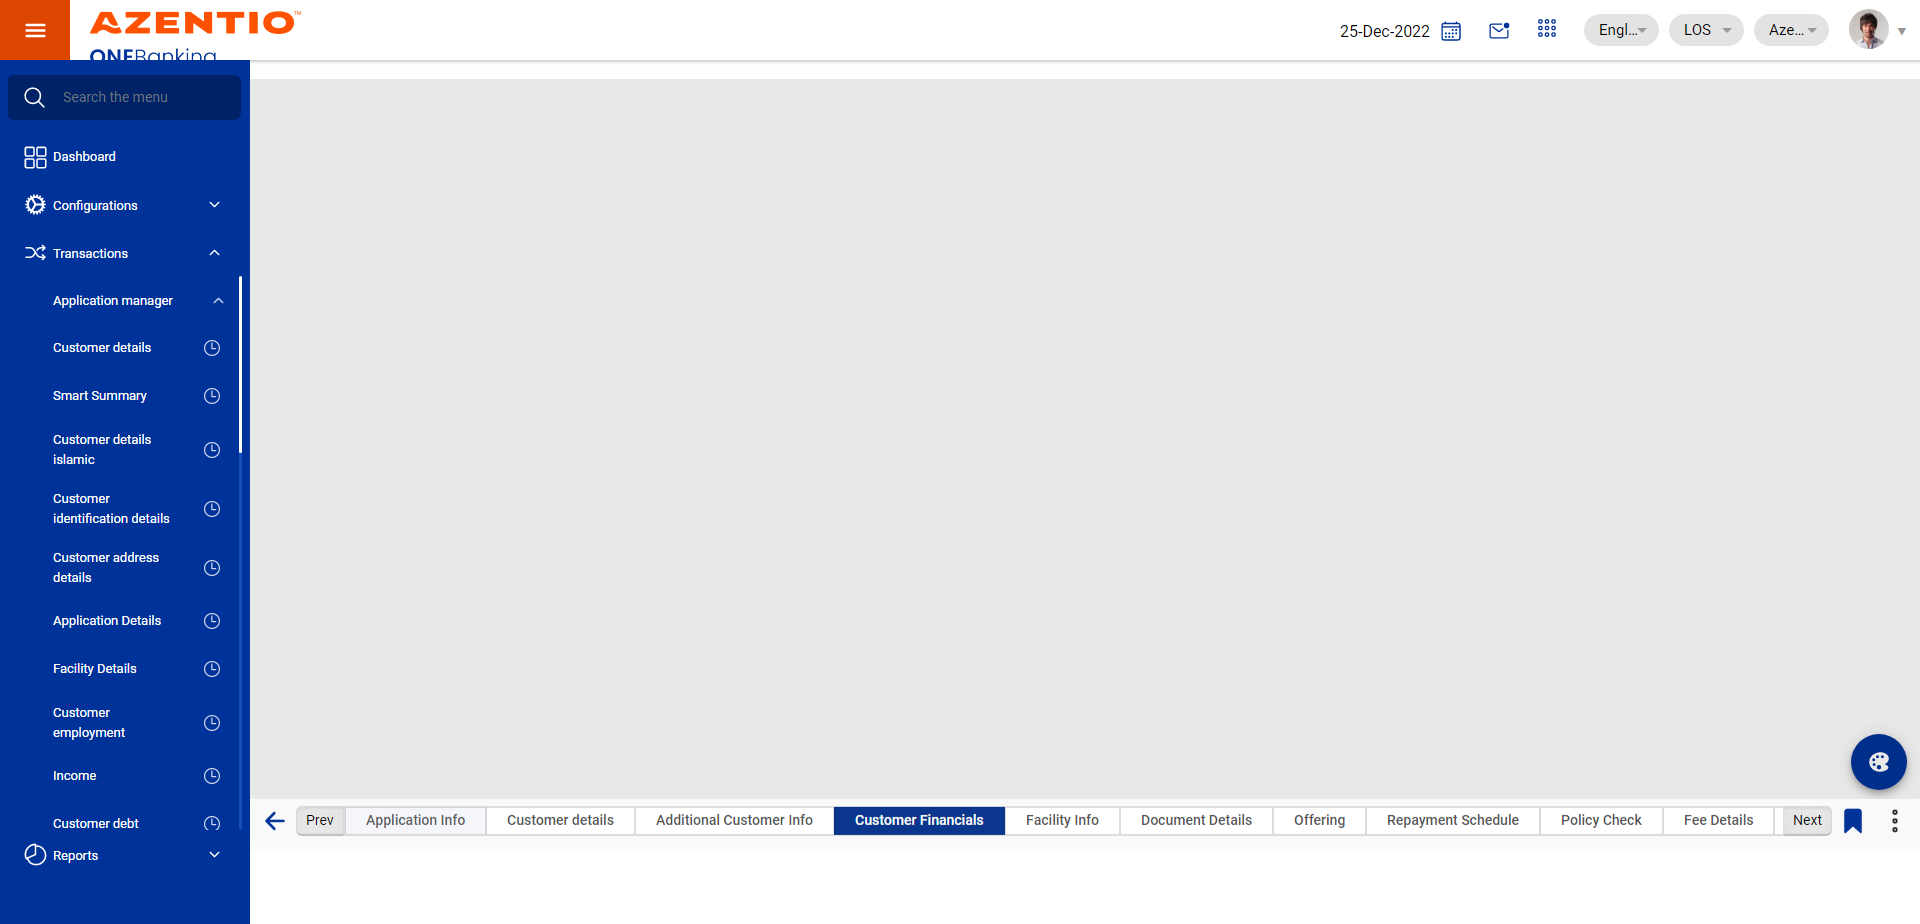 AZENTIO™
ONEBanking
25-Dec-2022
Engl...
LOS
Aze...
Search the menu
Dashboard
Configurations
Transactions
Application manager
Customer details
Smart Summary
Customer details
islamic
Customer
identification details
Customer address
details
Application Details
Facility Details
Customer
employment
Income
Customer debt
Reports
Prev
Application Info
Customer details
Additional Customer Info
Customer Financials
Facility Info
Document Details
Offering
Repayment Schedule
Policy Check
Fee Details
Next